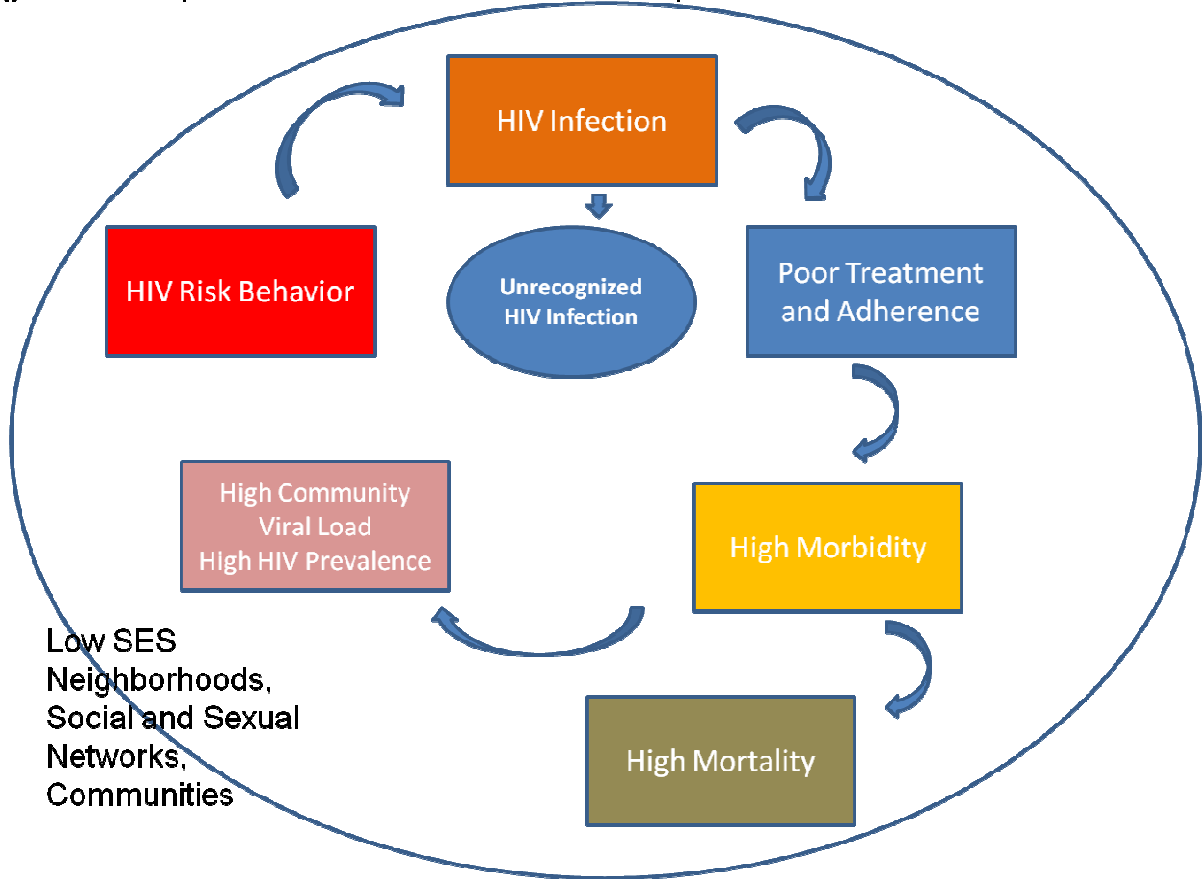 HIV Infection
HIV Risk Behavior
Unrecognized
HIV Infection
Poor Treatment
and Adherence
High Community
Viral Load
High HIV Prevalence
High Morbidity
Low SES
Neighborhoods,
Social and Sexual
Networks,
Communities
High Mortality